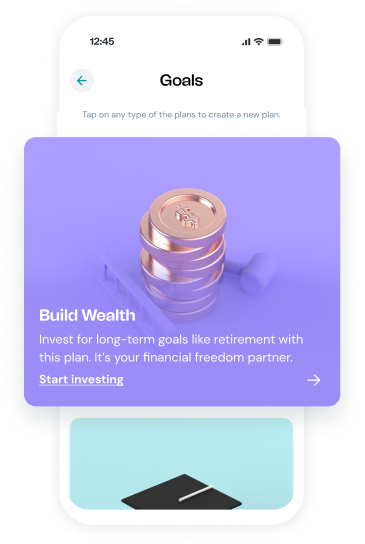 12:45
Goals
Tap on any type of the plans to create a new plan.
Build Wealth
Invest for long-term goals like retirement with
this plan. It's your financial freedom partner.
Start investing